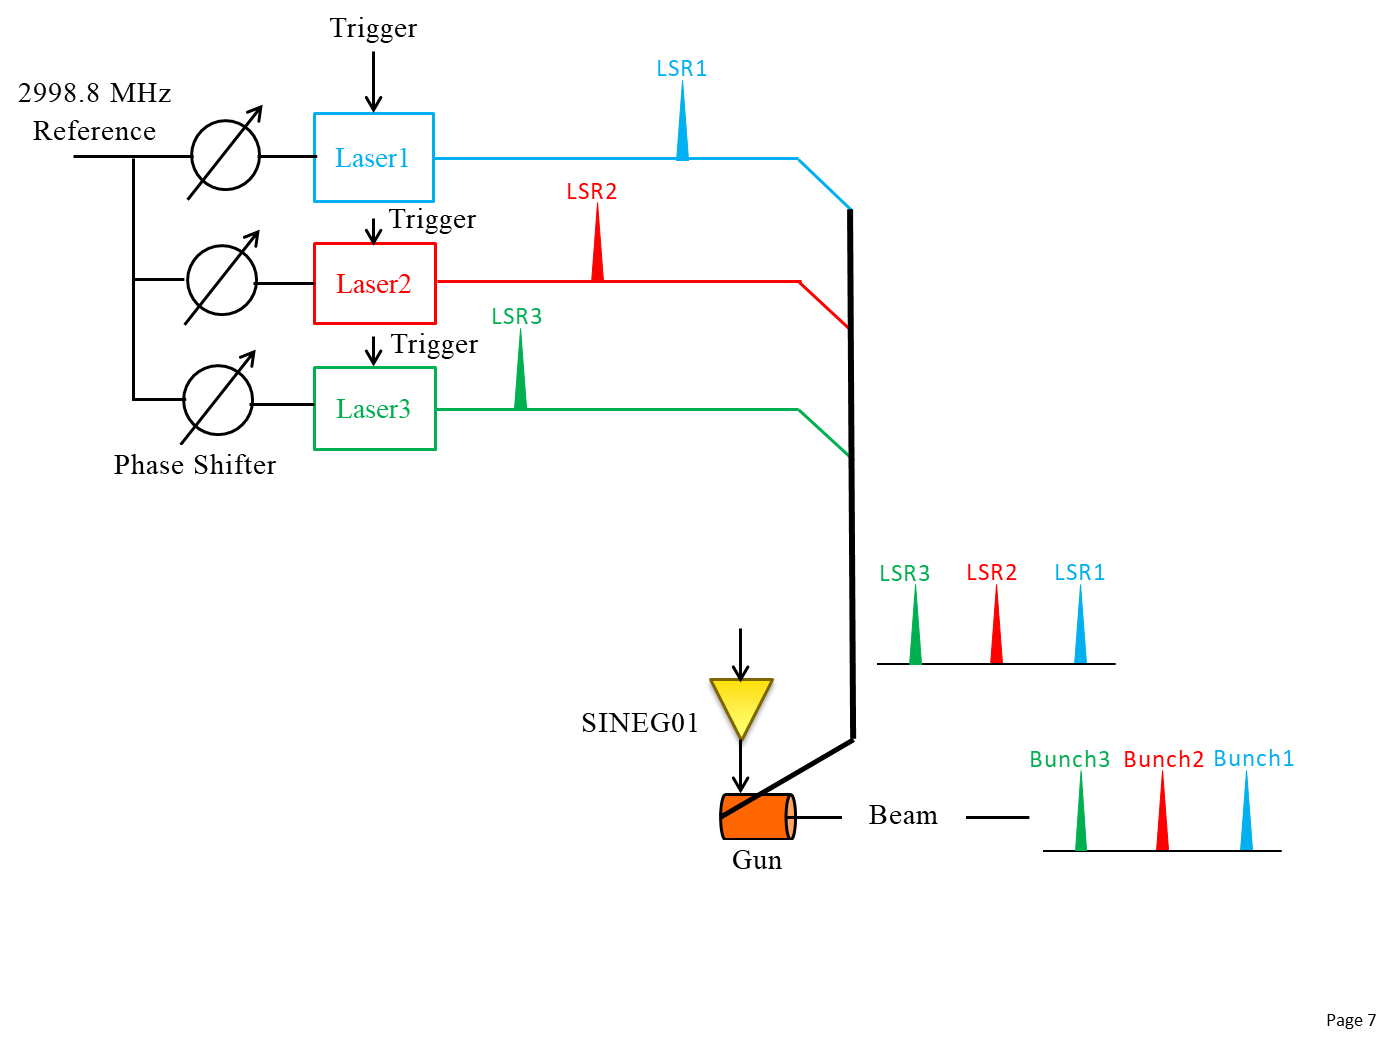 Trigger
LSR1
2998.8 MHz
Reference
Laser1
LSR2
Trigger
Laser2
LSR3
Trigger
Laser3
Phase Shifter
LSR3 LSR2 LSR1
SINEG01
Bunch3 Bunch2 Bunch1
Beam
Gun
Page 7